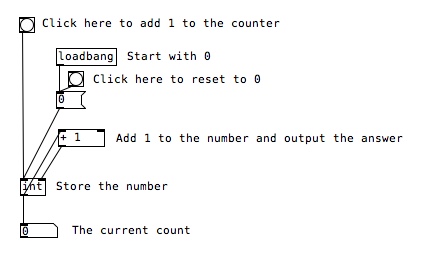 Click here to add 1 to the counter
loadbang Start with 0
Click here to reset to 0
0
+ 1 Add 1 to the number and output the answer
int Store the number
0 The current count